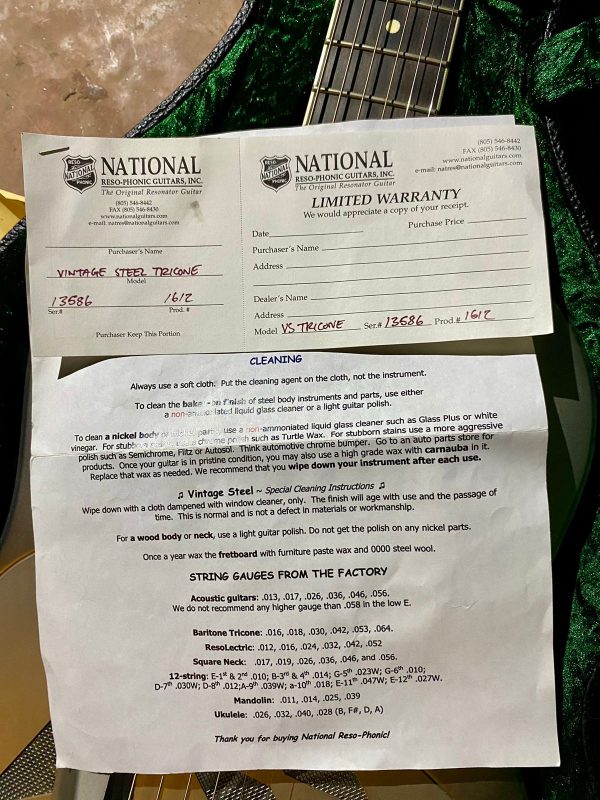 RESO
NATIONAL
PHONIC
NATIONAL
RESO-PHONIC GUITARS, INC.
The Original Resonator Guitar
(805) 546-8442
FAX (805) 546-8430
www.nationalguitars.com
e-mail: natres@nationalguitars.com
Purchaser's Name
VINTAGE STEEL TRICONE
Model
13586 1612
Ser.# Prod. #
Purchaser Keep This Portion
RESO
NATIONAL
PHONIC
NATIONAL
RESO-PHONIC GUITARS, INC.
The Original Resonator Guitar
(805) 546-8442
FAX (805) 546-8430
www.nationalguitars.com
e-mail: natres@nationalguitars.com
LIMITED WARRANTY
We would appreciate a copy of your receipt.
Date Purchase Price
Purchaser's Name
Address
Dealer's Name
Address
Model VS TRICONE Ser.# 13586 Prod.# 1612
CLEANING
Always use a soft cloth. Put the cleaning agent on the cloth, not the instrument.
To clean the bake-on finish of steel body instruments and parts, use either
a non-ammoniated liquid glass cleaner or a light guitar polish.
To clean a nickel body or nickel parts, use a non-ammoniated liquid glass cleaner such as Glass Plus or white
vinegar. For stubborn use a chrome polish such as Turtle Wax. For stubborn stains use a more aggressive
polish such as Semichrome, Flitz or Autosol. Think automotive chrome bumper. Go to an auto parts store for
products. Once your guitar is in pristine condition, you may also use a high grade wax with carnauba in it.
Replace that wax as needed. We recommend that you wipe down your instrument after each use.
♫ Vintage Steel ~ Special Cleaning Instructions ♫
Wipe down with a cloth dampened with window cleaner, only. The finish will age with use and the passage of
time. This is normal and is not a defect in materials or workmanship.
For a wood body or neck, use a light guitar polish. Do not get the polish on any nickel parts.
Once a year wax the fretboard with furniture paste wax and 0000 steel wool.
STRING GAUGES FROM THE FACTORY
Acoustic guitars: .013, .017, .026, .036, .046, .056.
We do not recommend any higher gauge than .058 in the low E.
Baritone Tricone: .016, .018, .030, .042, .053, .064.
ResoLectric: .012, .016, .024, .032, .042, .052
Square Neck: .017, .019, .026, .036, .046, and .056.
12-string: E-1st & 2nd .010; B-3rd & 4th .014; G-5th .023W; G-6th .010;
D-7th .030W; D-8th .012;A-9th .039W; a-10th .018; E-11th .047W; E-12th .027W.
Mandolin: .011, .014, .025, .039
Ukulele: .026, .032, .040, .028 (B, F#, D, A)
Thank you for buying National Reso-Phonic!